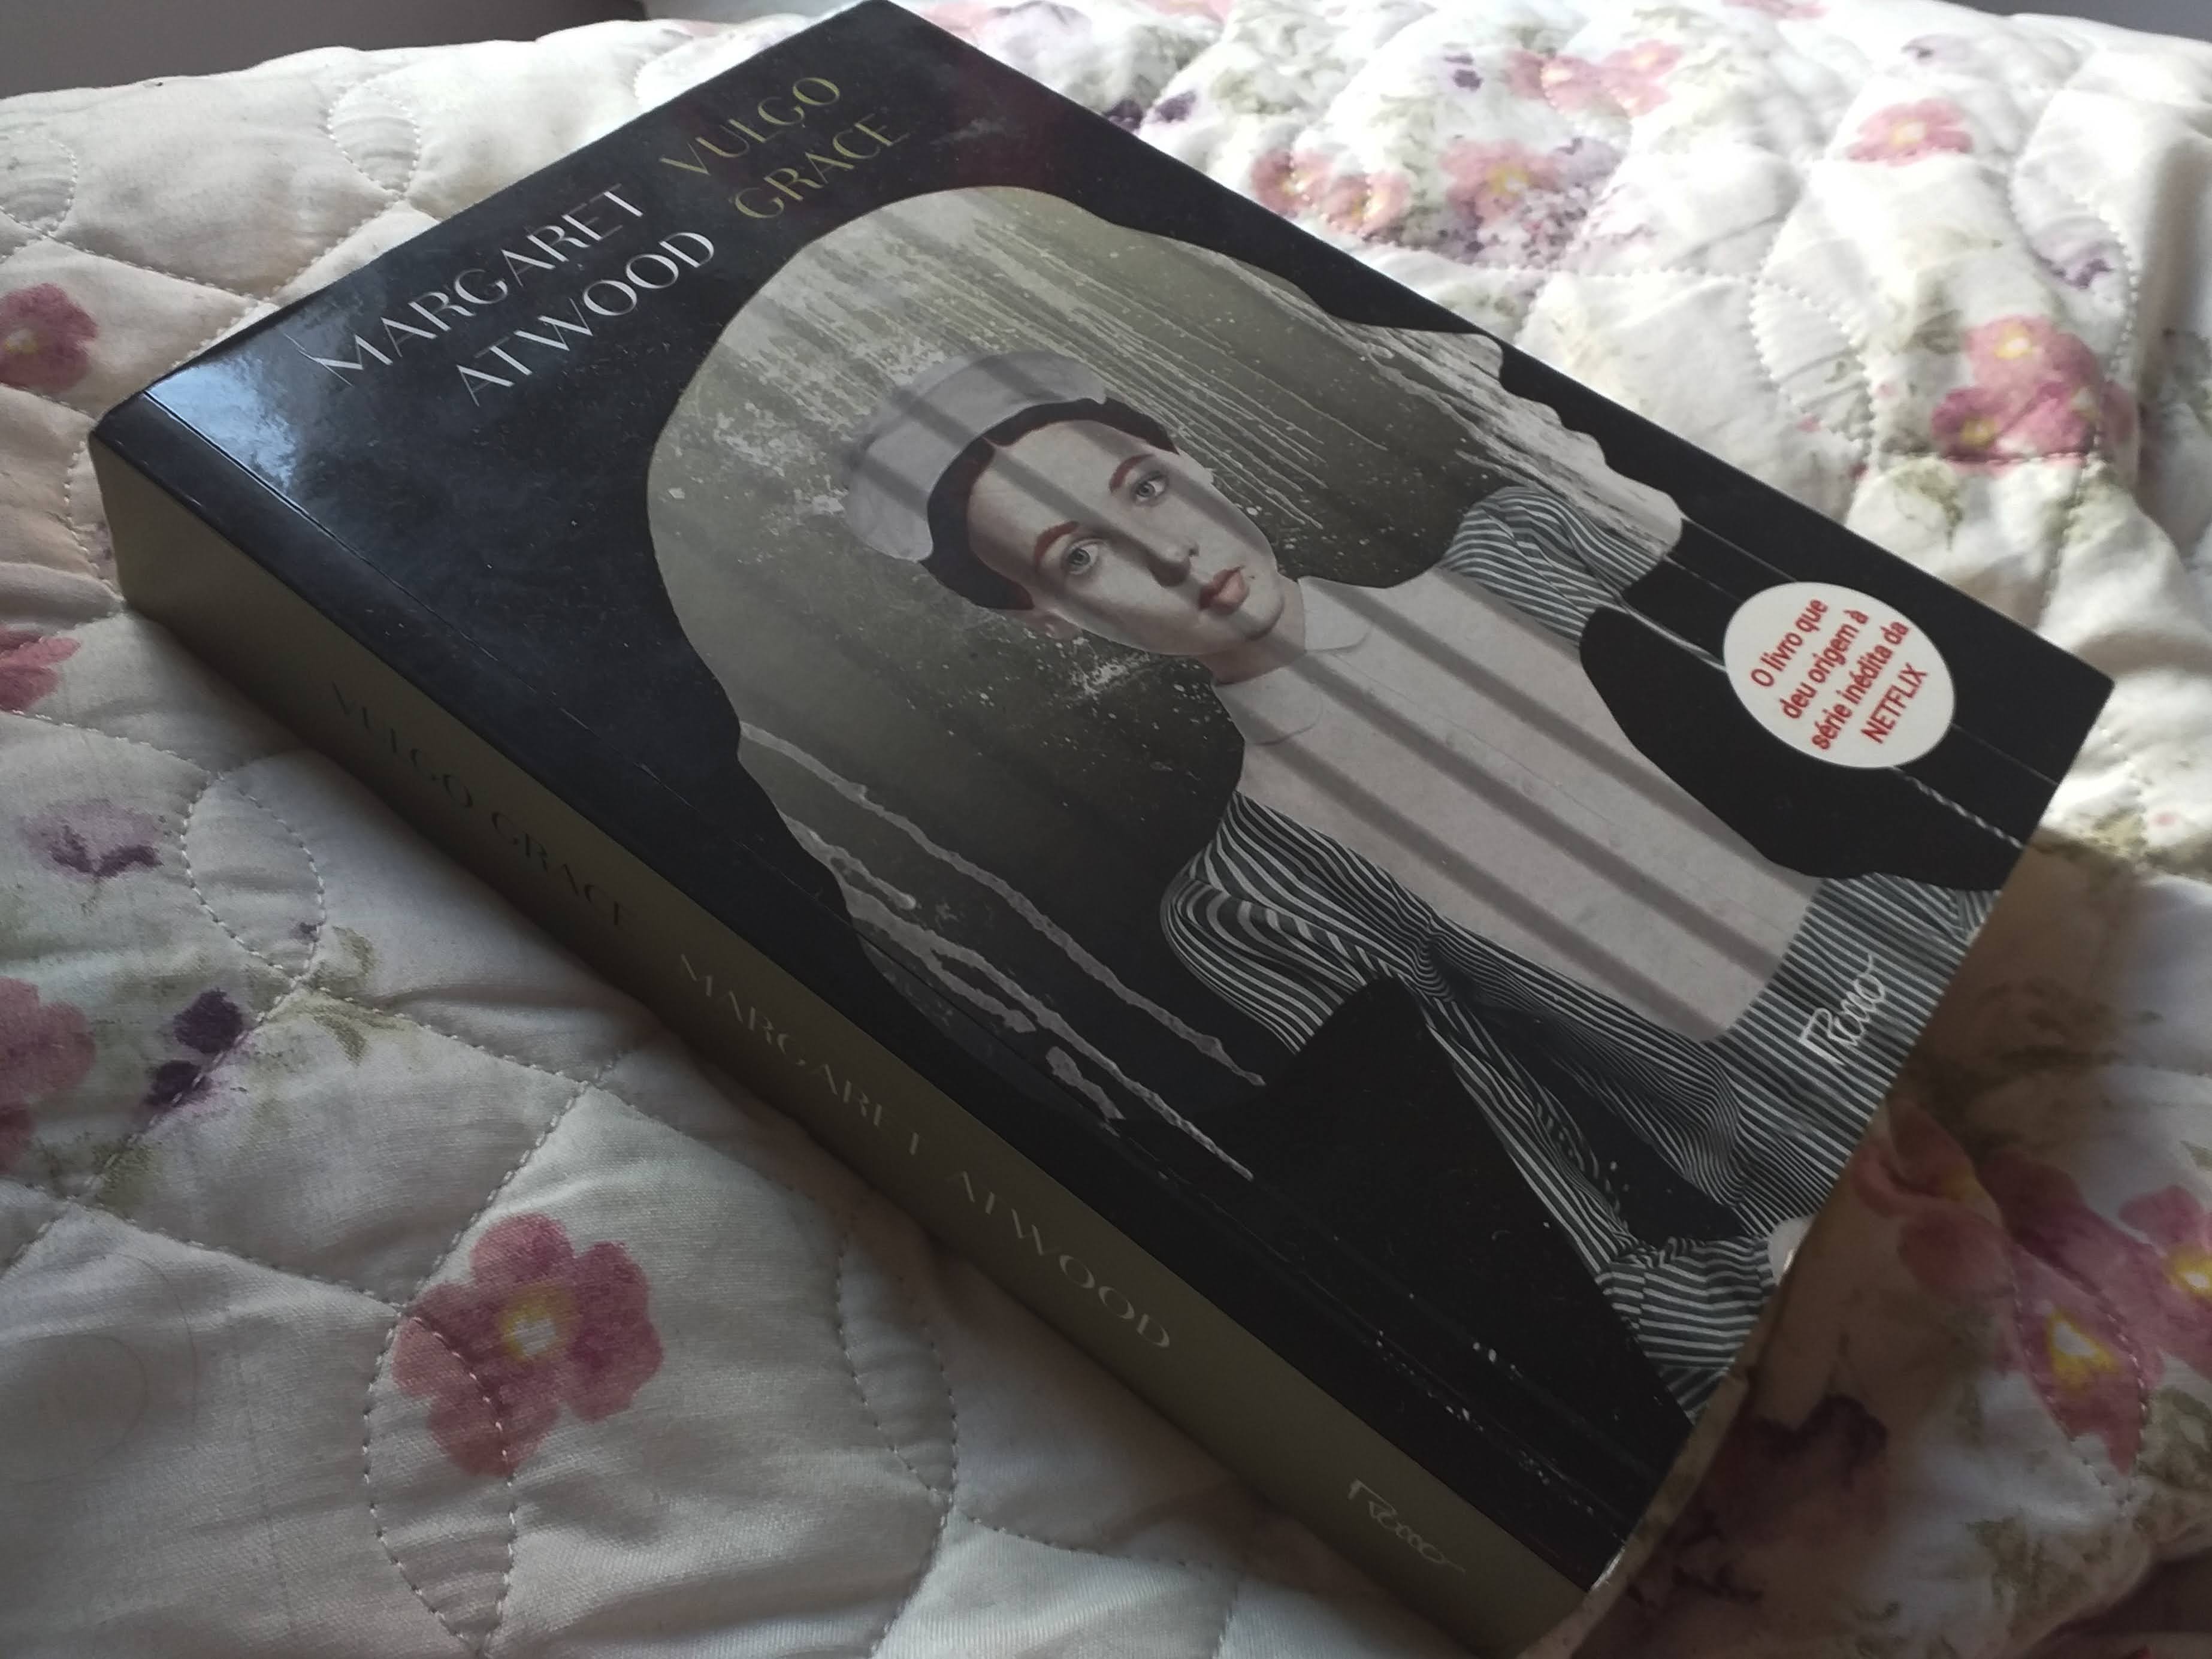 MARGARET
ATWOOD
VULGO
GRACE
O livro que
deu origem à
série inédita da
NETFLIX
Rocco
VULGO GRACE MARGARET ATWOOD
Rocco